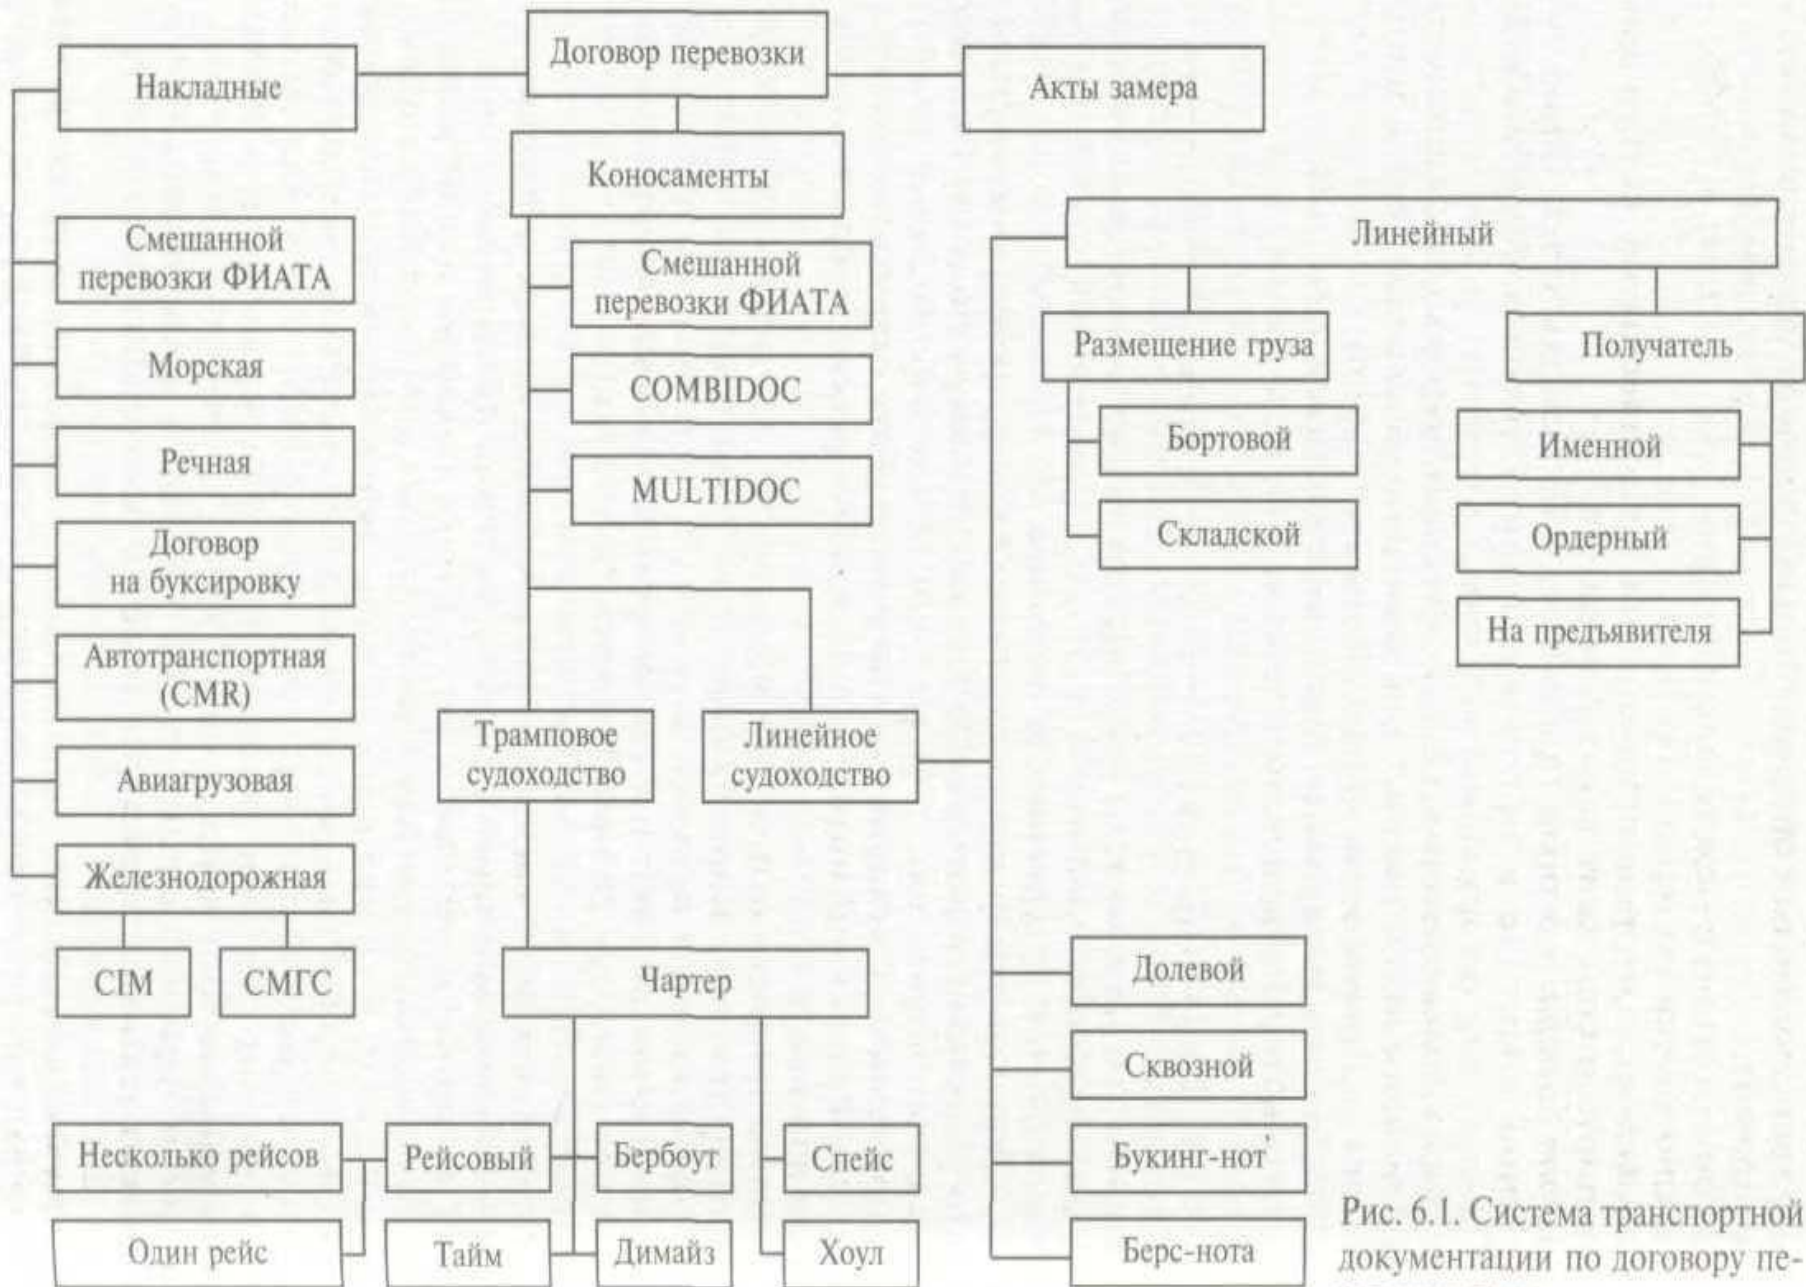 Договор перевозки
Накладные
Акты замера
Коносаменты
Смешанной
перевозки ФИАТА
Морская
Речная
Договор
на буксировку
Автотранспортная
(CMR)
Авиагрузовая
Железнодорожная
CIM
СМГС
Смешанной
перевозки ФИАТА
COMBIDOC
MULTIDOC
Трамповое
судоходство
Линейное
судоходство
Линейный
Размещение груза
Получатель
Бортовой
Складской
Именной
Ордерный
На предъявителя
Чартер
Несколько рейсов
Рейсовый
Бербоут
Спейс
Один рейс
Тайм
Димайз
Хоул
Долевой
Сквозной
Букинг-нот
Берс-нота
Рис. 6.1. Система транспортной
документации по договору пе-